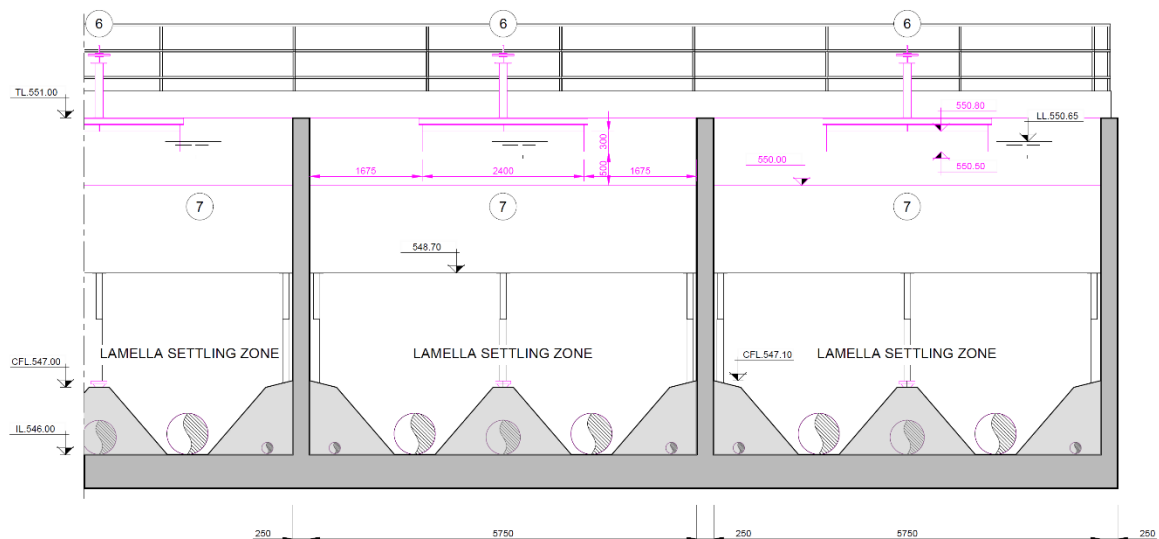 6 6 6
TL.551.00
550.80
LL.550.65
300
550.00
550.50
1675 2400 1675
500
7 7 7
548.70
LAMELLA SETTLING ZONE LAMELLA SETTLING ZONE LAMELLA SETTLING ZONE
CFL.547.00
CFL.547.10
IL.546.00
250 5750 250 5750 250